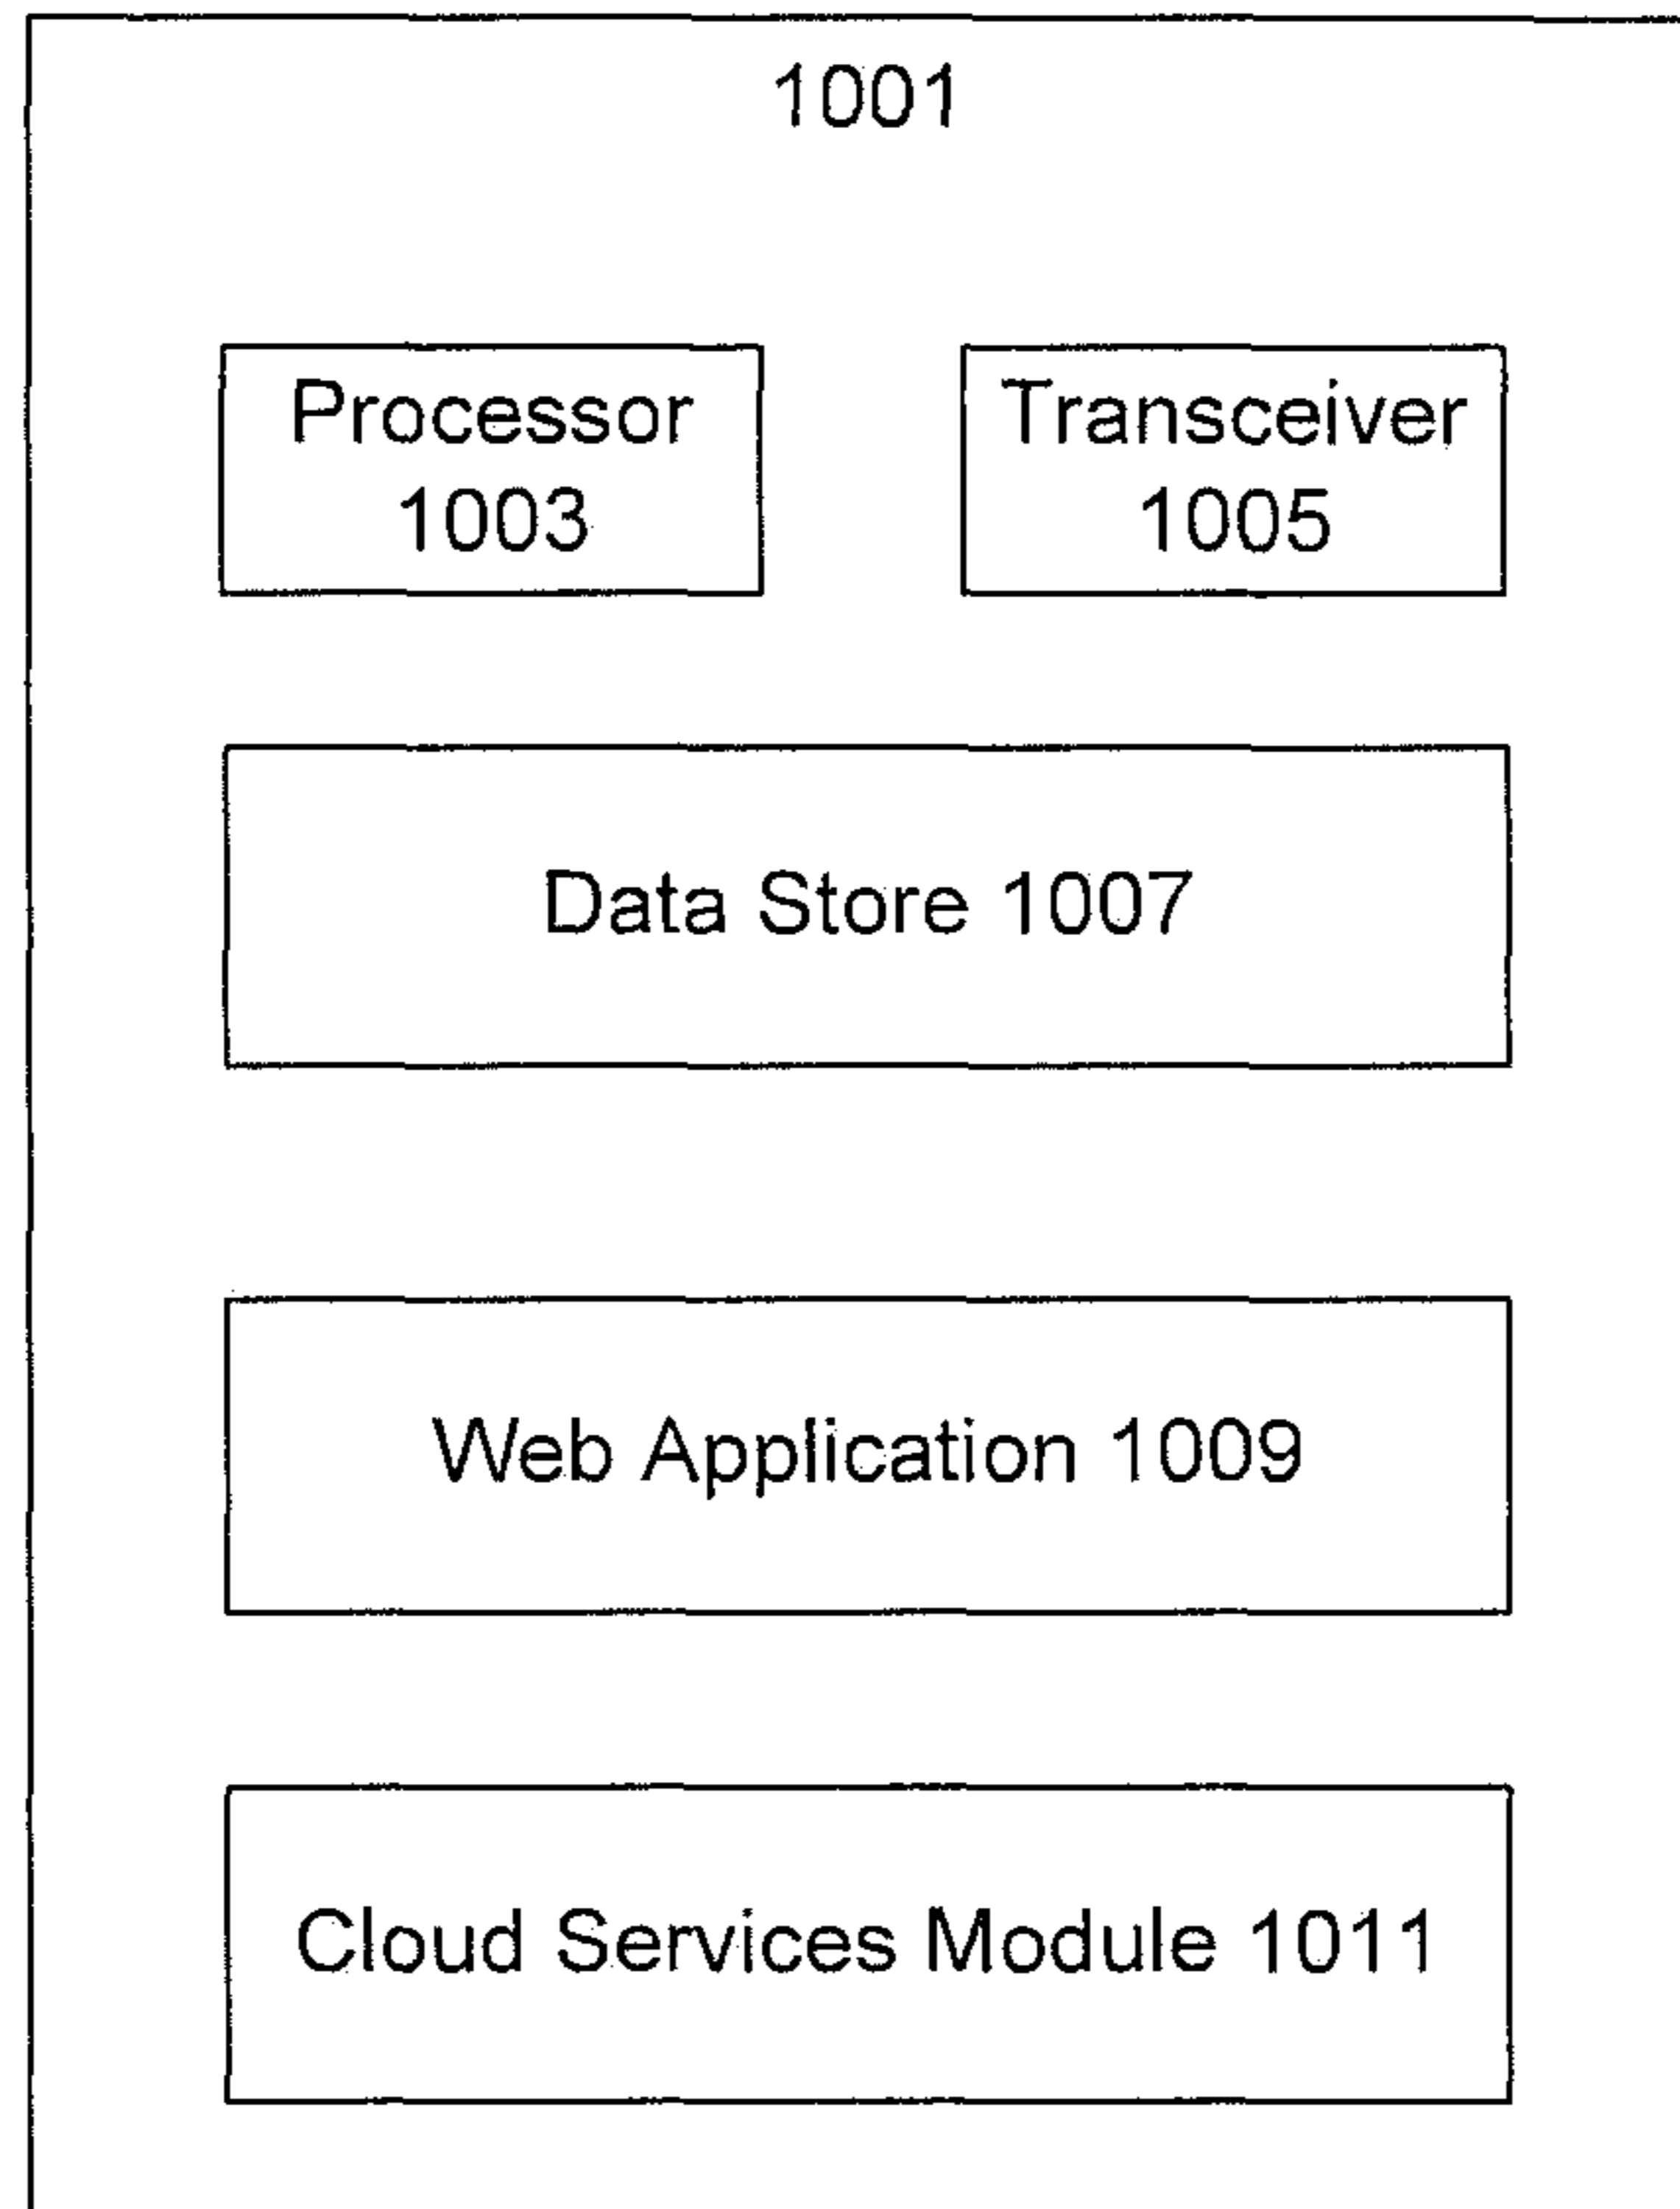 1001
Processor
1003
Transceiver
1005
Data Store 1007
Web Application 1009
Cloud Services Module 1011